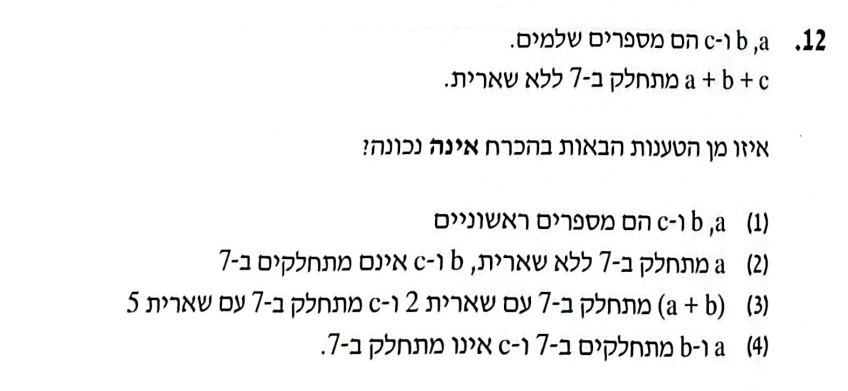 12. a, b ו-c הם מספרים שלמים.
a + b + c מתחלק ב-7 ללא שארית.
איזו מן הטענות הבאות בהכרח אינה נכונה?
(1) a, b ו-c הם מספרים ראשוניים
(2) a מתחלק ב-7 ללא שארית, b ו-c אינם מתחלקים ב-7
(3) (a + b) מתחלק ב-7 עם שארית 2 ו-c מתחלק ב-7 עם שארית 5
(4) a ו-b מתחלקים ב-7 ו-c אינו מתחלק ב-7.